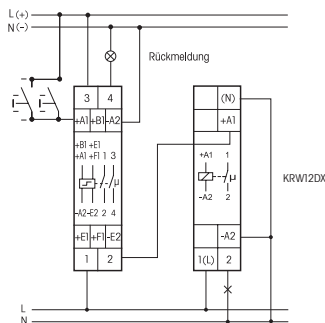 L (+)
N (−)
Rückmeldung
3 4
(N)
+A1 +B1 -A2
+A1
+B1 +E1
+A1 +F1 1 3
µ
-A2-E2 2 4
+A1 1
µ
-A2 2
KRW12DX
+E1 +F1 -E2
-A2
1 2
1(L) 2
L
N